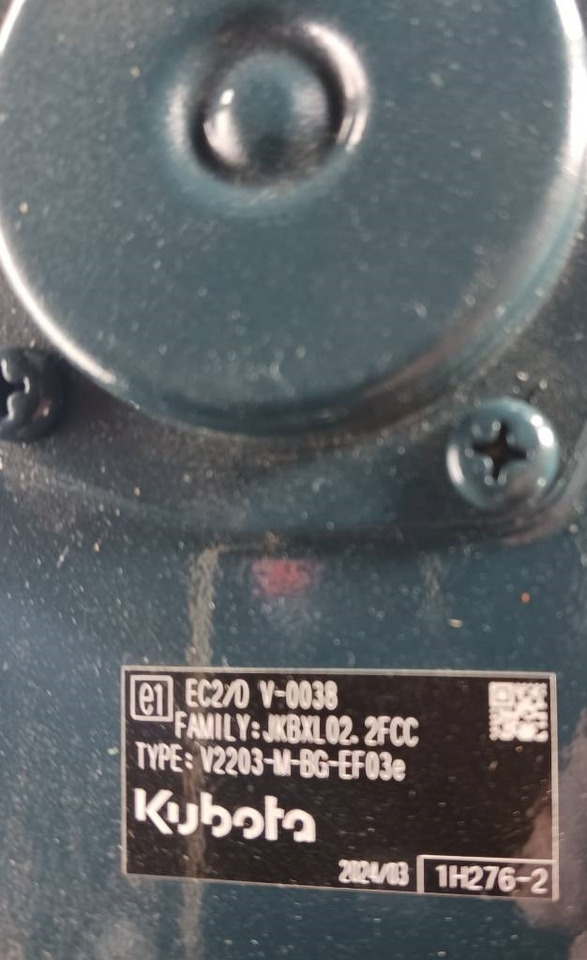 e1 EC2/D V-0038
FAMILY:JKBXL02.2FCC
TYPE: V2203-M-BG-EF03e
Kubota
2024/03 1H276-2